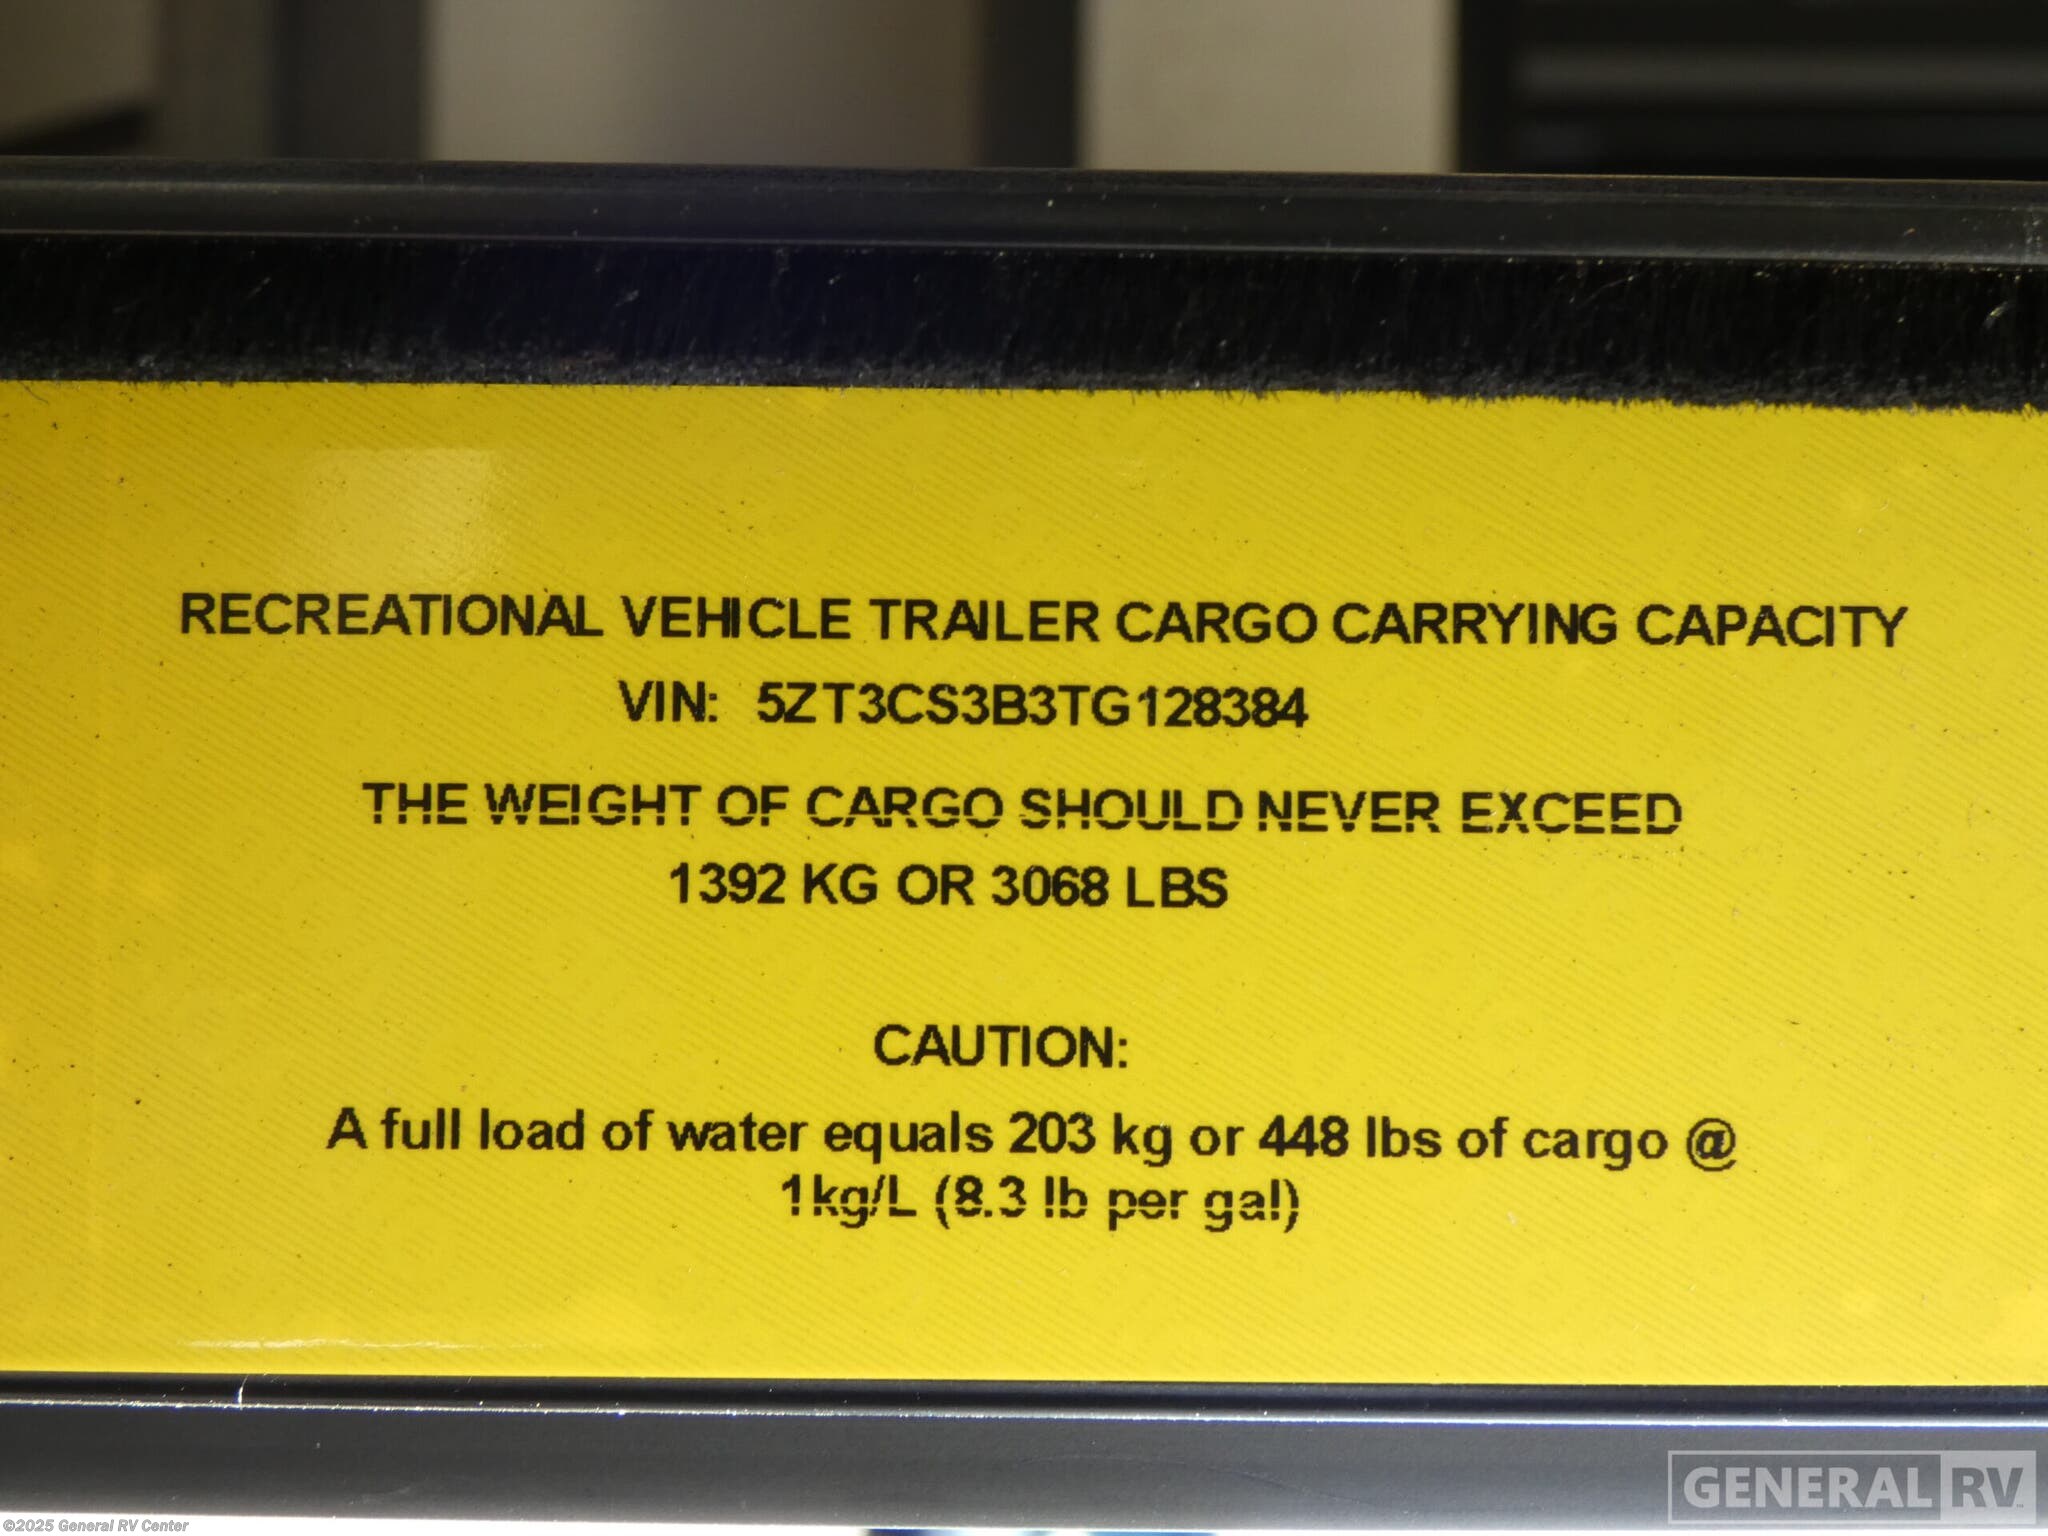 RECREATIONAL VEHICLE TRAILER CARGO CARRYING CAPACITY
VIN: 5ZT3CS3B3TG128384
THE WEIGHT OF CARGO SHOULD NEVER EXCEED
1392 KG OR 3068 LBS
CAUTION:
A full load of water equals 203 kg or 448 lbs of cargo @
1kg/L (8.3 lb per gal)
GENERAL RV
©2025 General RV Center